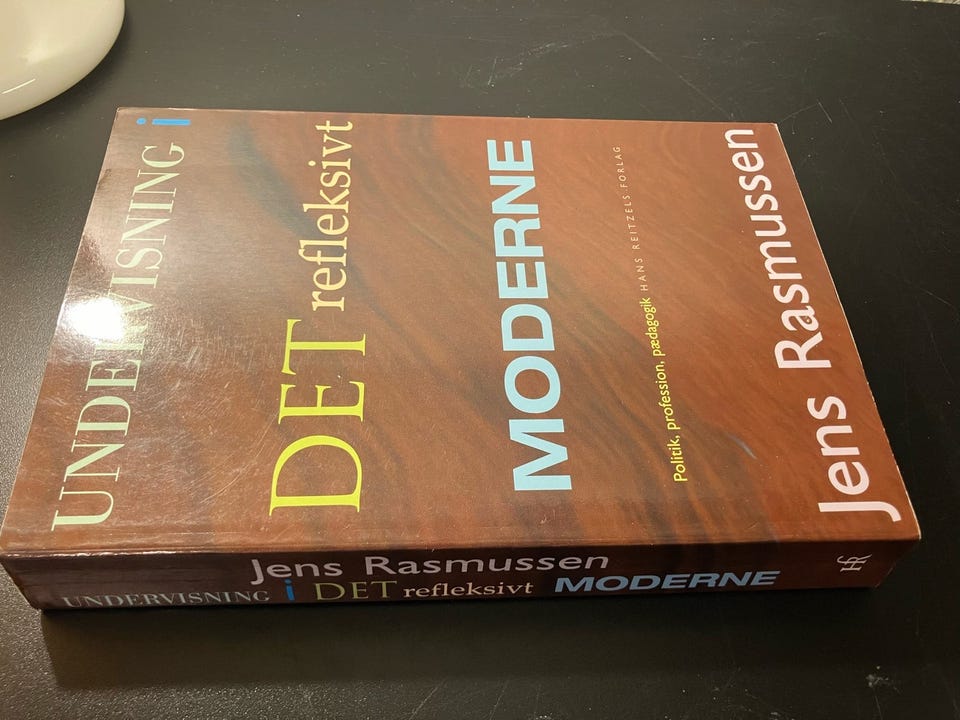 UNDERVISNING i
DET refleksivt
MODERNE
Politik, profession, pædagogik HANS REITZELS FORLAG
Jens Rasmussen
Jens Rasmussen
UNDERVISNING i DET refleksivt MODERNE